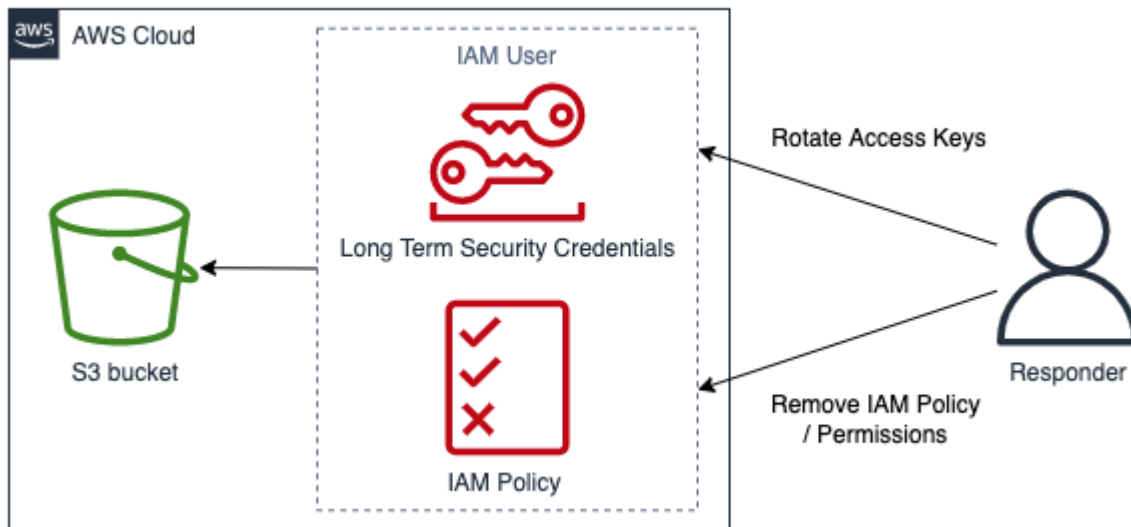 aws
AWS Cloud
IAM User
Rotate Access Keys
Long Term Security Credentials
S3 bucket
Responder
Remove IAM Policy
/ Permissions
IAM Policy